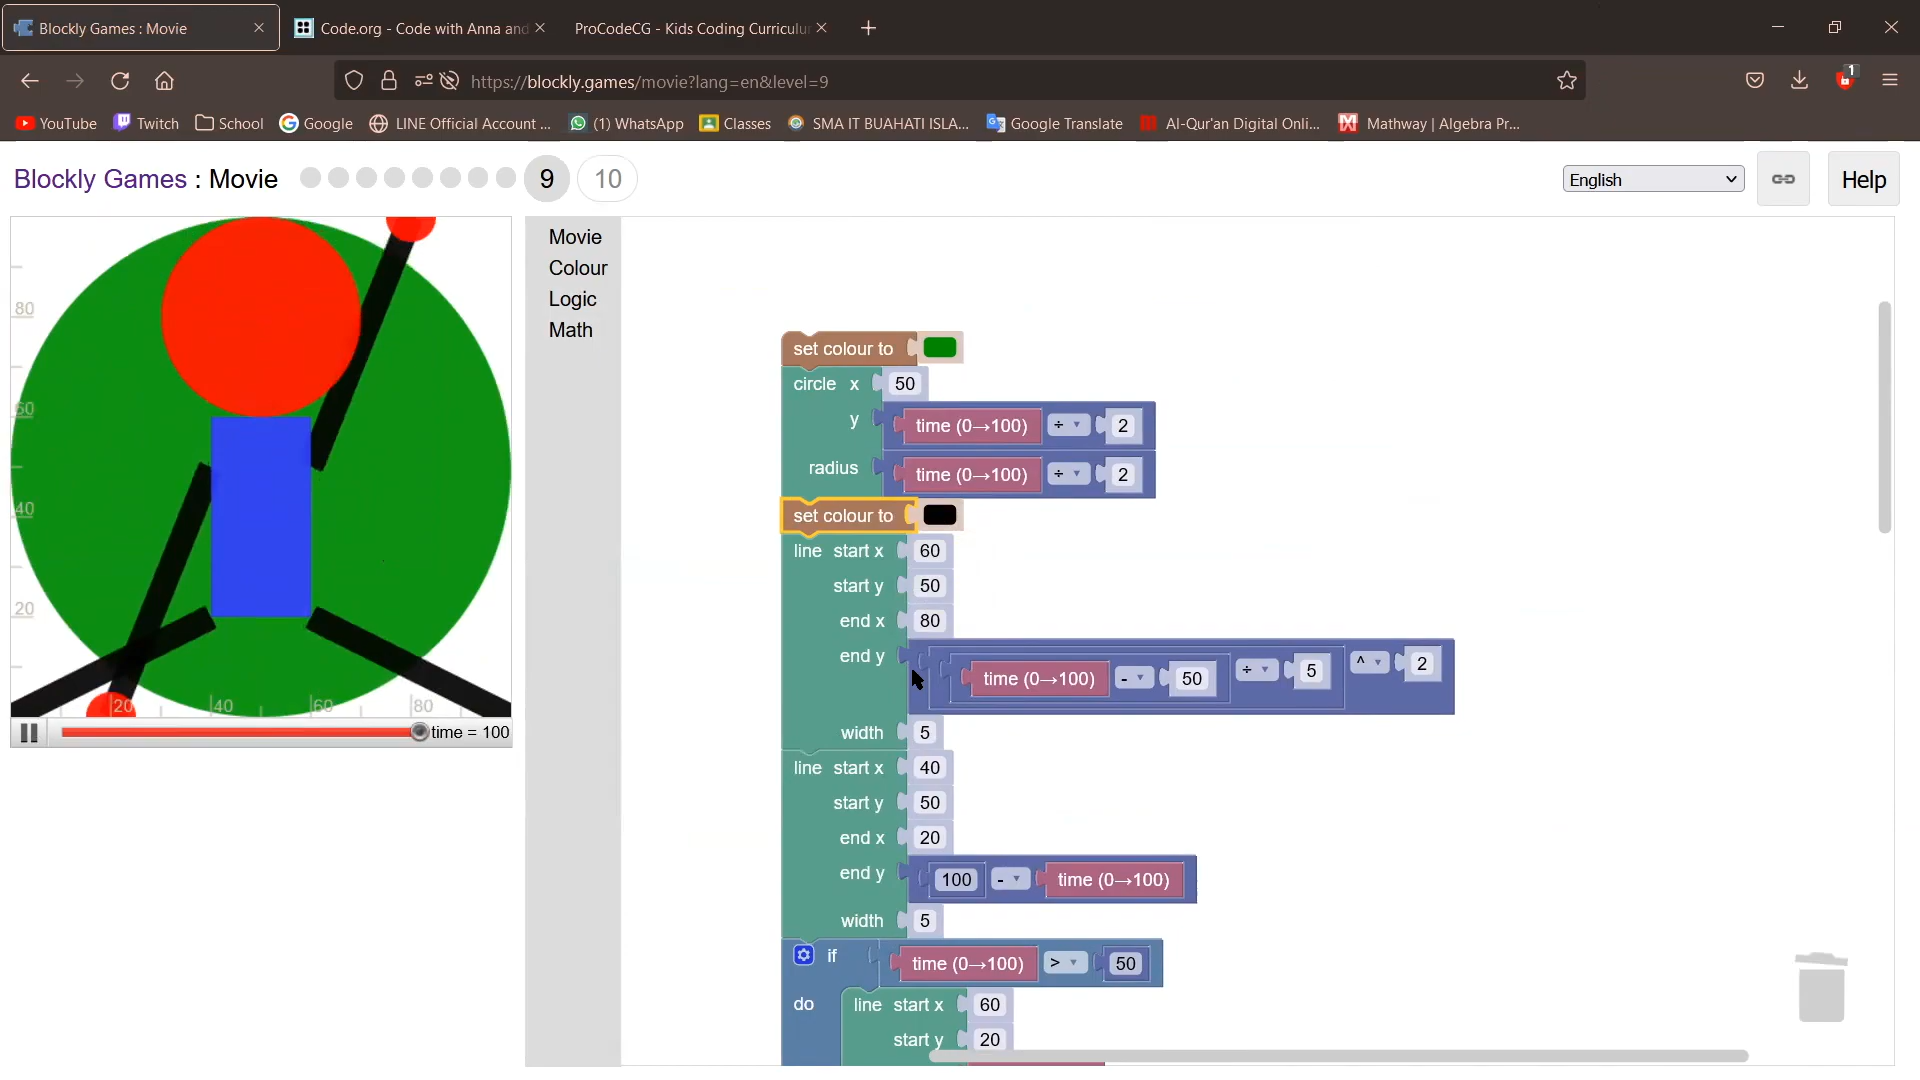 Blockly Games : Movie
Code.org - Code with Anna and
ProCodeCG - Kids Coding Curriculu
https://blockly.games/movie?lang=en&level=9
1
YouTube
Twitch
School
Google
LINE Official Account ...
(1) WhatsApp
Classes
SMA IT BUAHATI ISLA...
Google Translate
Al-Qur'an Digital Onli...
Mathway | Algebra Pr...
Blockly Games : Movie
9
10
English
Help
80
60
40
20
20
40
60
80
time = 100
Movie
Colour
Logic
Math
set colour to
circle x 50
y time (0→100) ÷ 2
radius time (0→100) ÷ 2
set colour to
line start x 60
start y 50
end x 80
end y time (0→100) - 50 ÷ 5 ^ 2
width 5
line start x 40
start y 50
end x 20
end y 100 - time (0→100)
width 5
if time (0→100) > 50
do line start x 60
start y 20